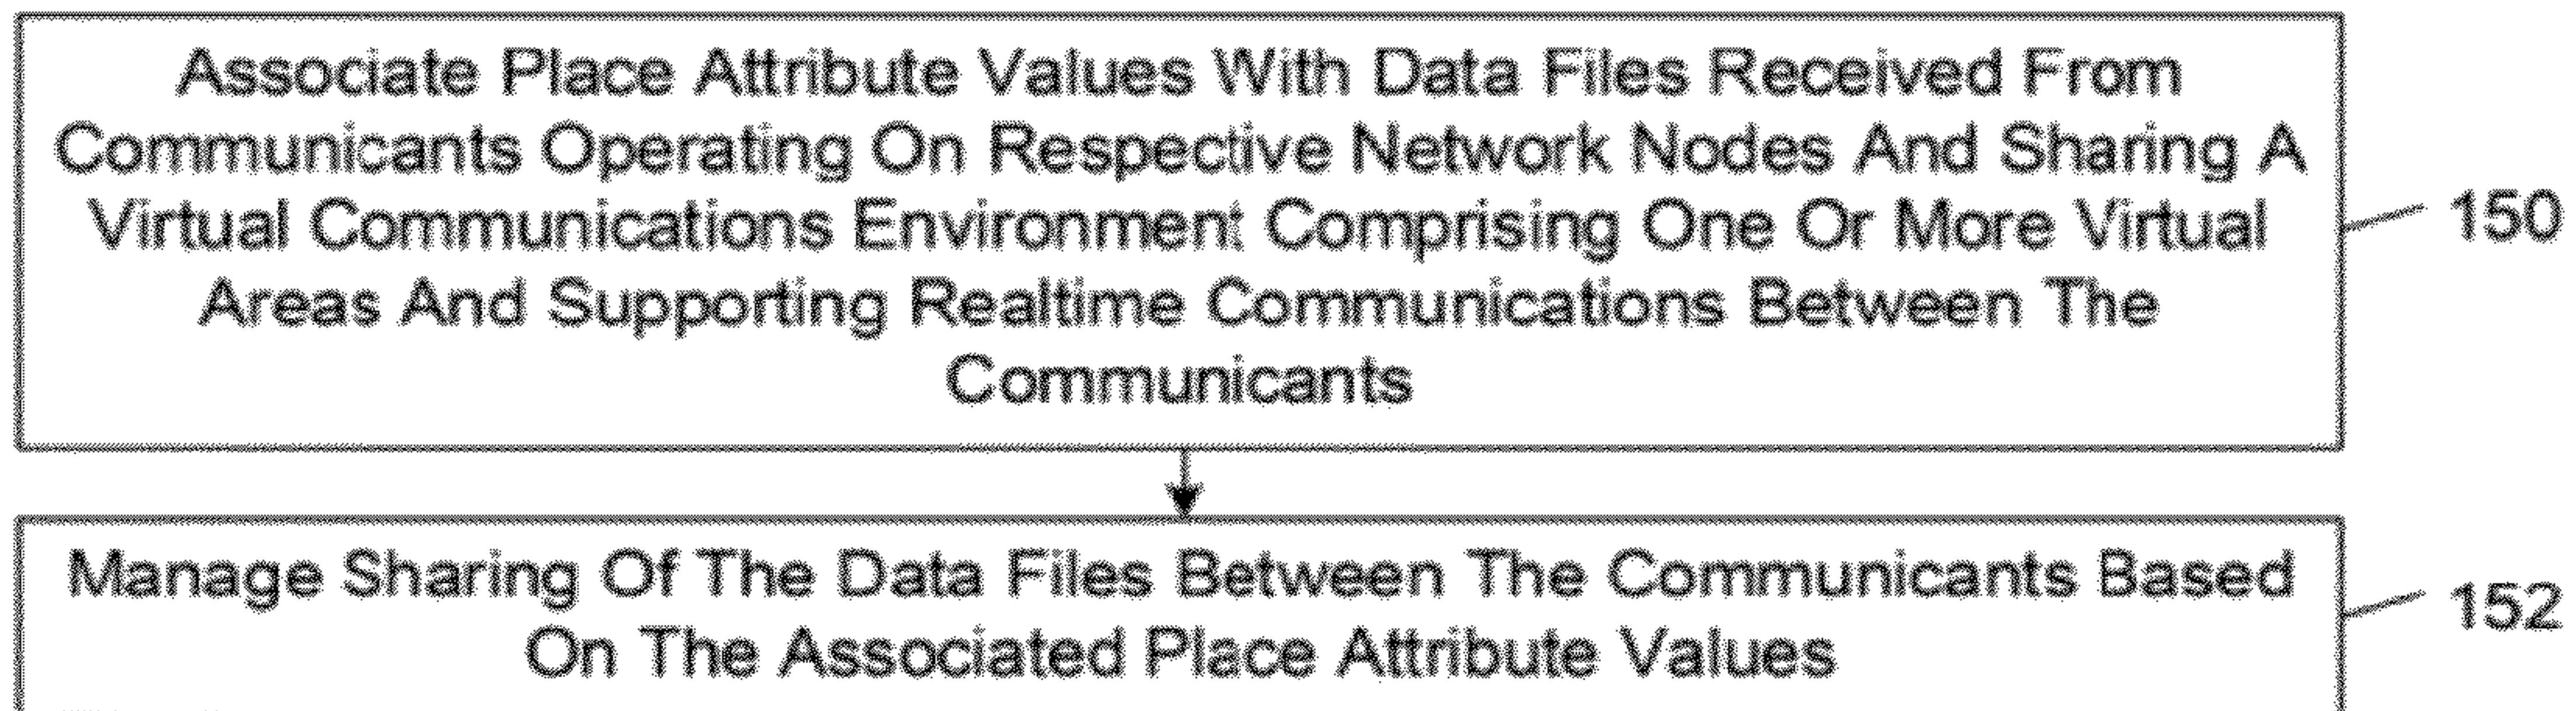 Associate Place Attribute Values With Data Files Received From
Communicants Operating On Respective Network Nodes And Sharing A
Virtual Communications Environment Comprising One Or More Virtual
Areas And Supporting Realtime Communications Between The
Communicants
150
Manage Sharing Of The Data Files Between The Communicants Based
On The Associated Place Attribute Values
152